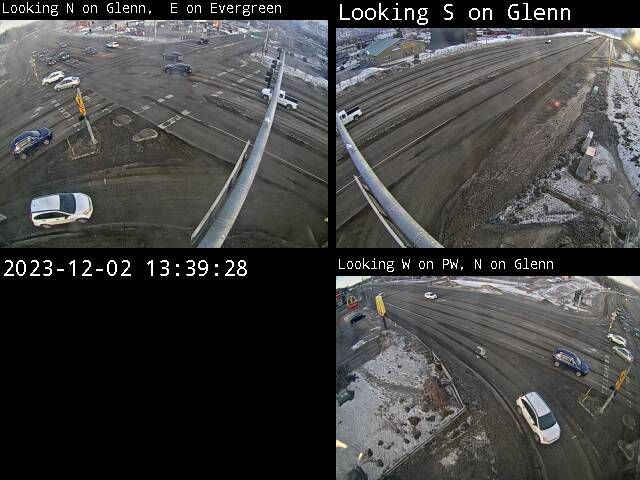 Looking N on Glenn,  E on Evergreen
Looking S on Glenn
2023-12-02 13:39:28
Looking W on PW, N on Glenn